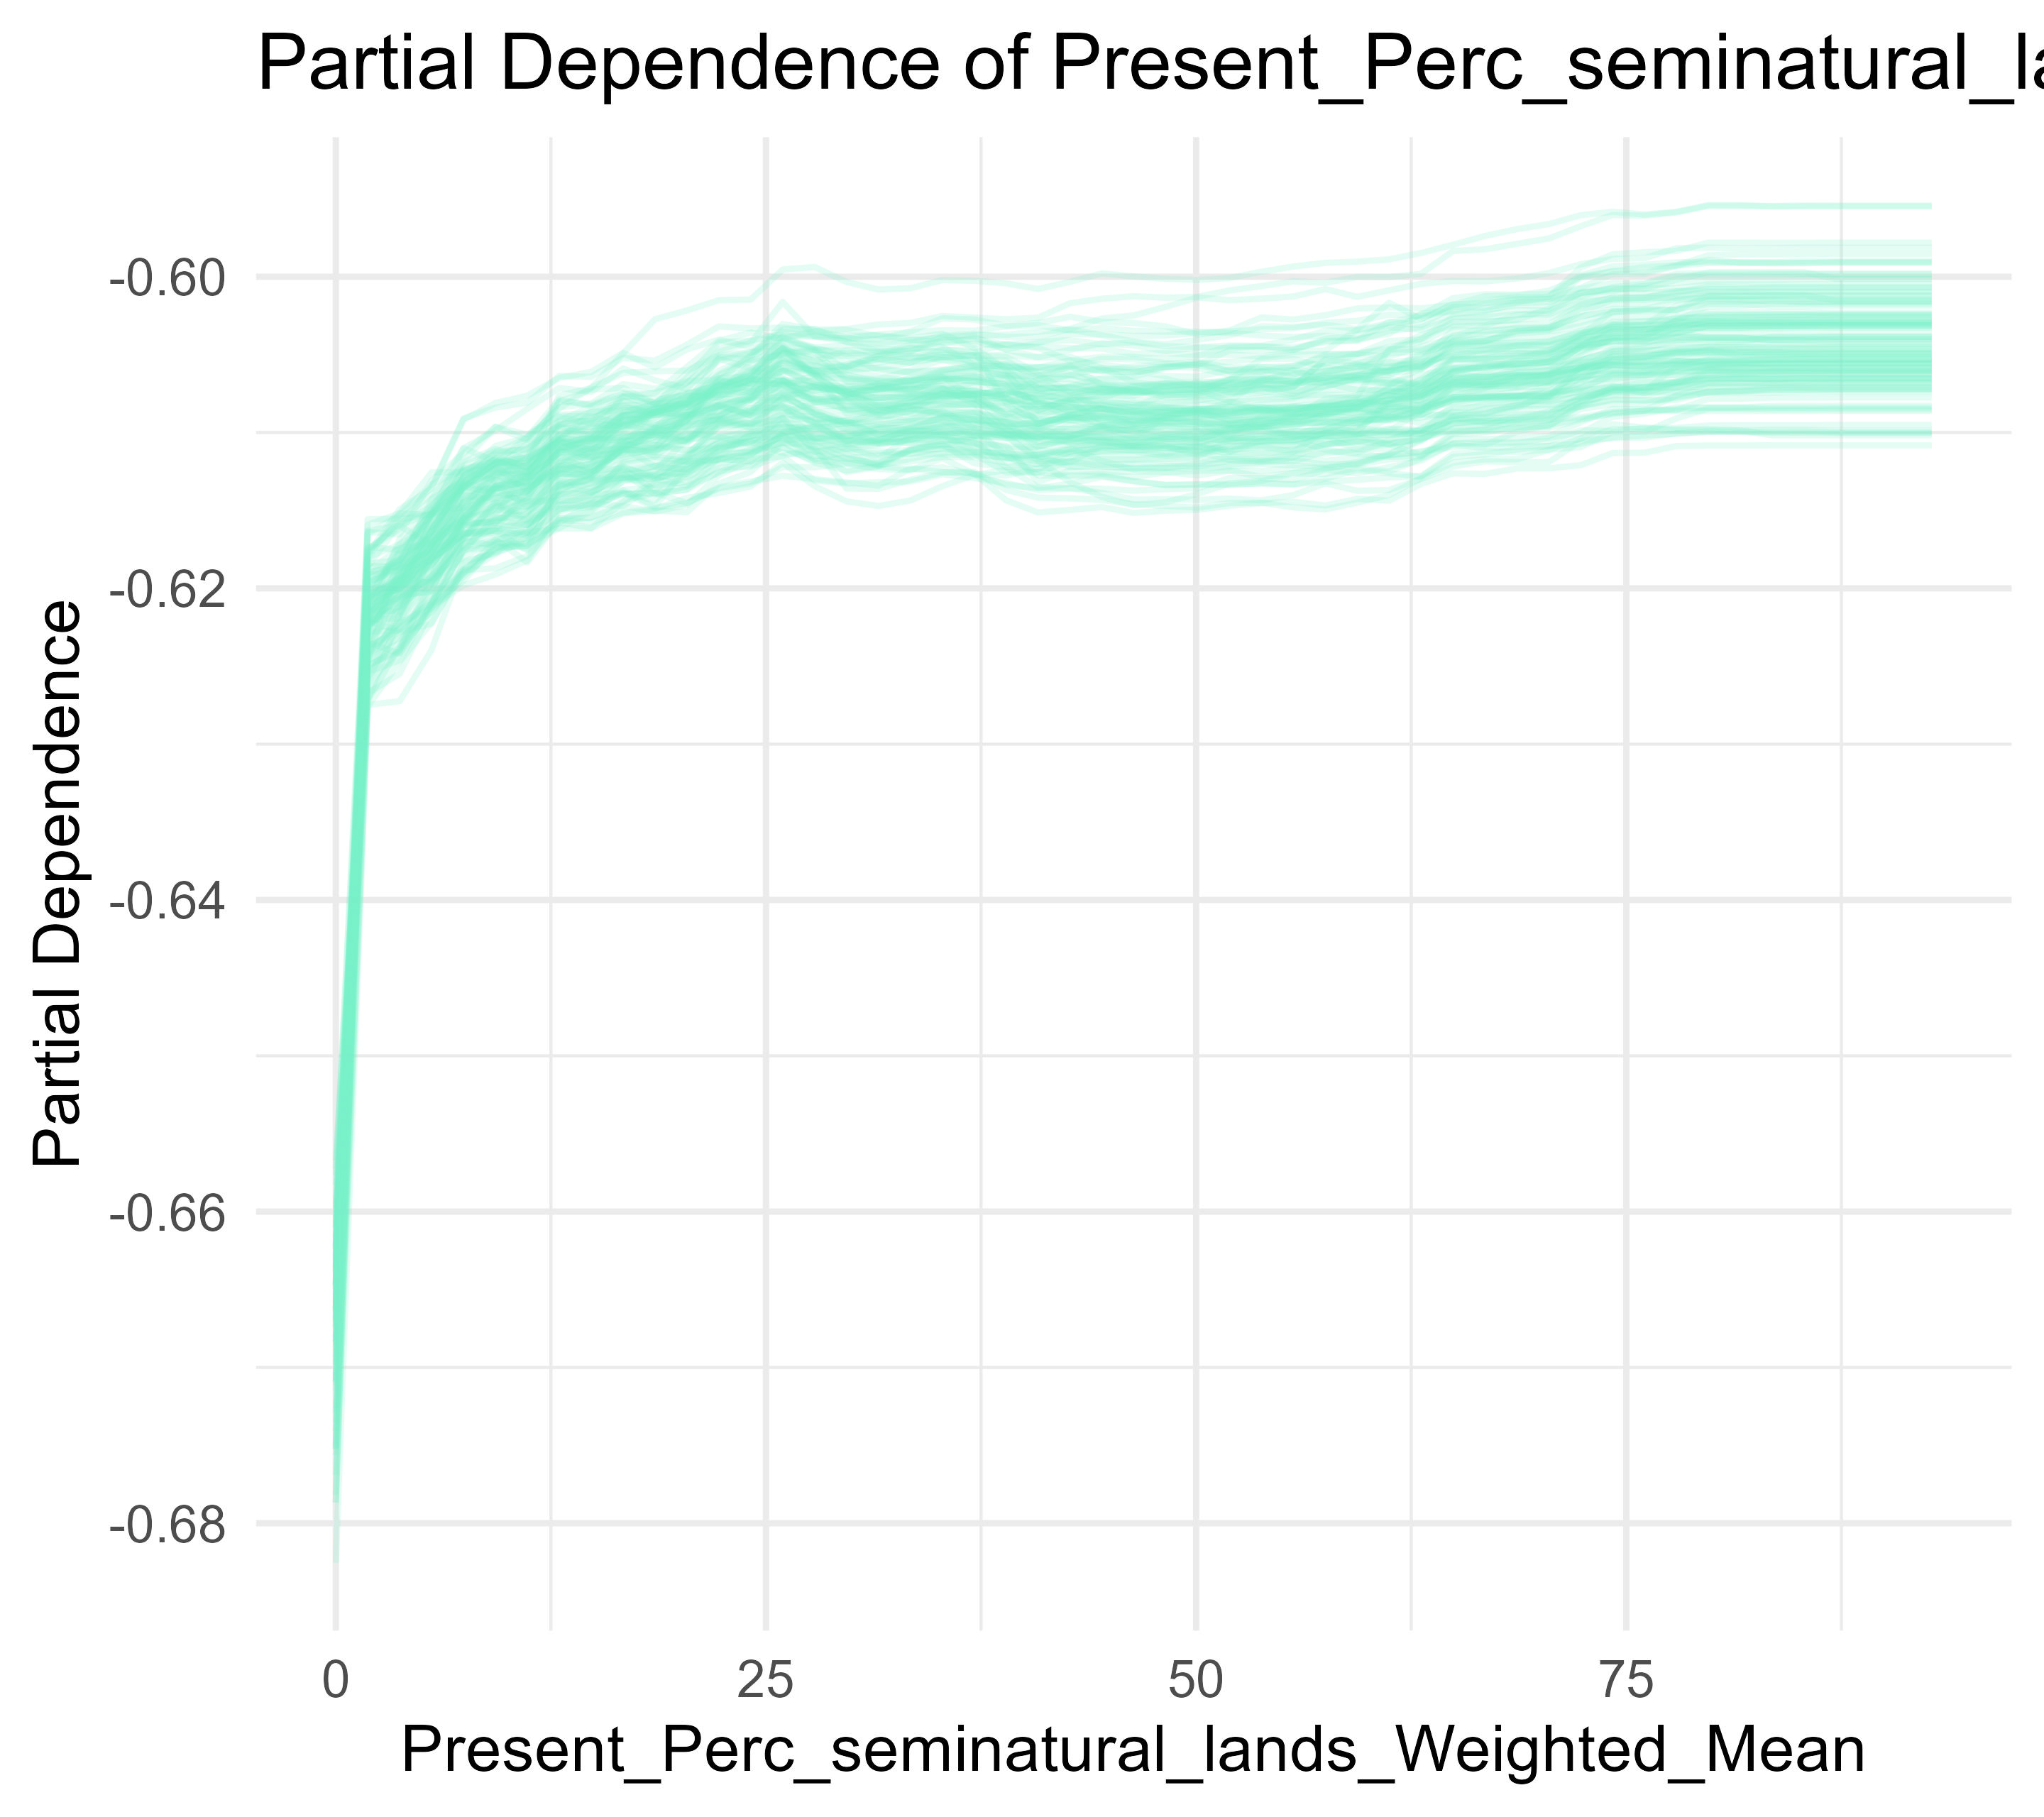 Partial Dependence of Present_Perc_seminatural_la
Partial Dependence
-0.60
-0.62
-0.64
-0.66
-0.68
0 25 50 75
Present_Perc_seminatural_lands_Weighted_Mean